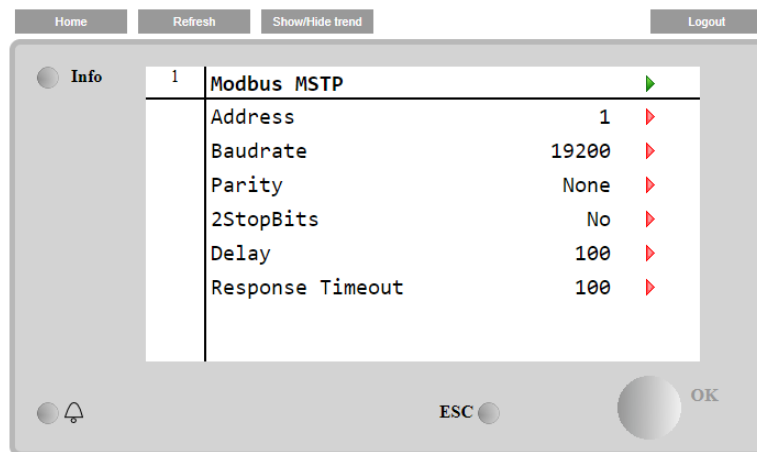 Home Refresh Show/Hide trend Logout
Info 1 Modbus MSTP
Address 1
Baudrate 19200
Parity None
2StopBits No
Delay 100
Response Timeout 100
ESC OK